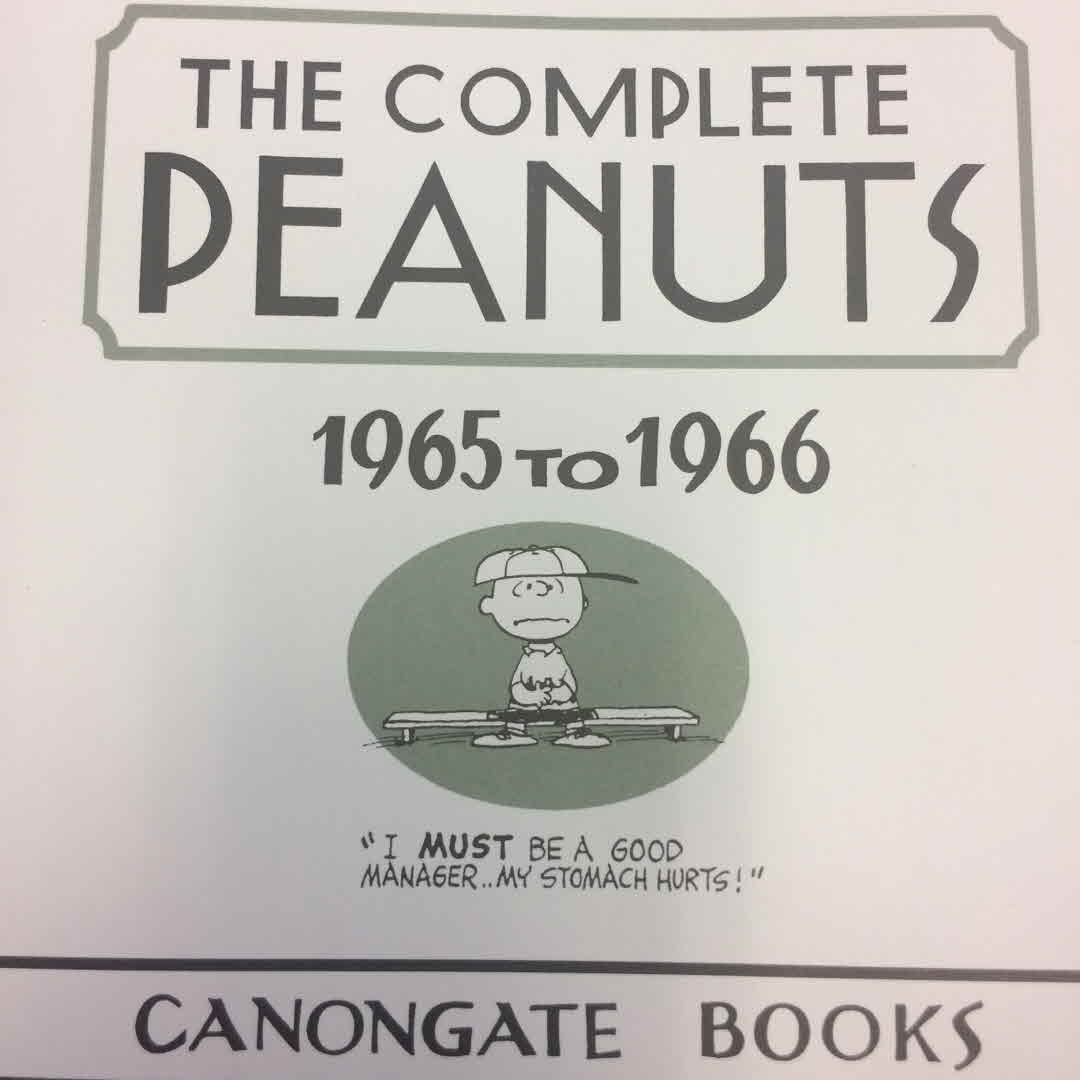 THE COMPLETE
PEANUTS
1965 TO 1966
"I MUST BE A GOOD
MANAGER..MY STOMACH HURTS!"
CANONGATE BOOKS